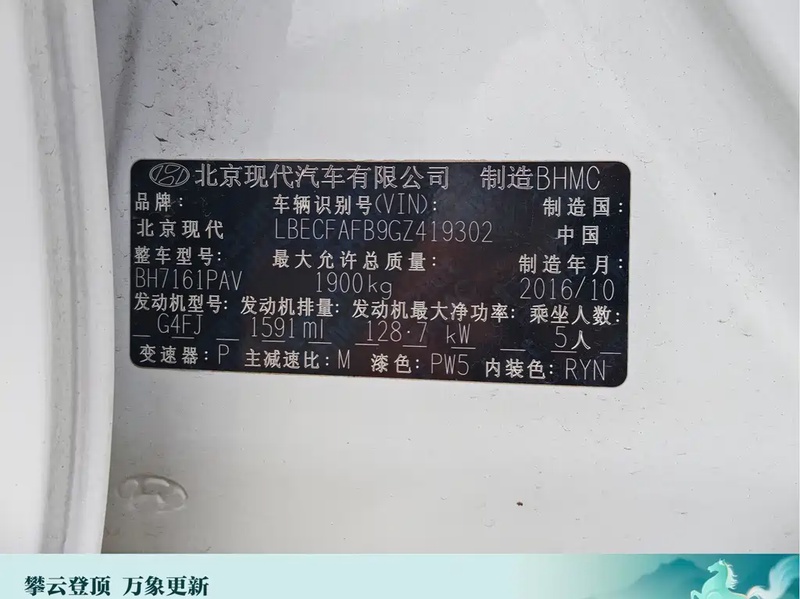 北京现代汽车有限公司 制造BHMC
品牌: 车辆识别号(VIN): 制造国:
北京现代 LBECFAFB9GZ419302 中国
整车型号: 最大允许总质量: 制造年月:
BH7161PAV 1900kg 2016/10
发动机型号: 发动机排量: 发动机最大净功率: 乘坐人数:
G4FJ 1591ml 128·7 kW 5人
变速器: P 主减速比: M 漆色: PW5 内装色: RYN
攀云登顶 万象更新